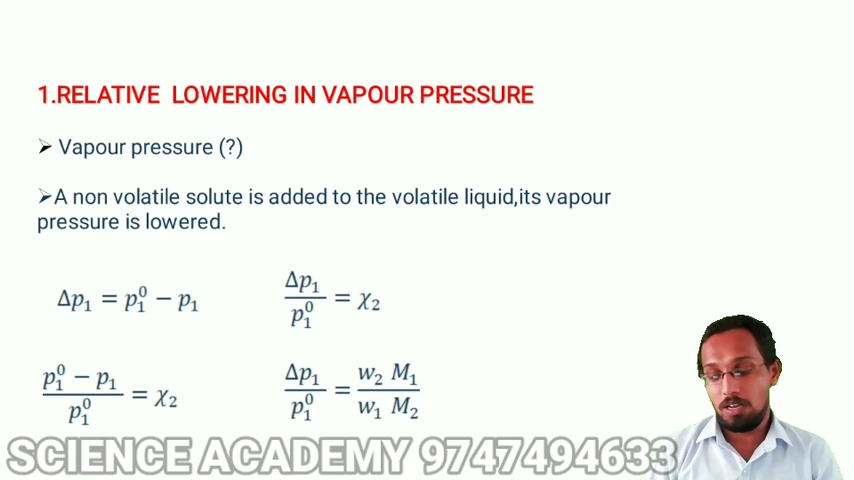 1.RELATIVE LOWERING IN VAPOUR PRESSURE
➢ Vapour pressure (?)
➢A non volatile solute is added to the volatile liquid,its vapour
pressure is lowered.
Δp₁ = p₁⁰ − p₁
Δp₁ / p₁⁰ = χ₂
(p₁⁰ − p₁) / p₁⁰ = χ₂
Δp₁ / p₁⁰ = w₂ M₁ / w₁ M₂
SCIENCE ACADEMY 9747494633